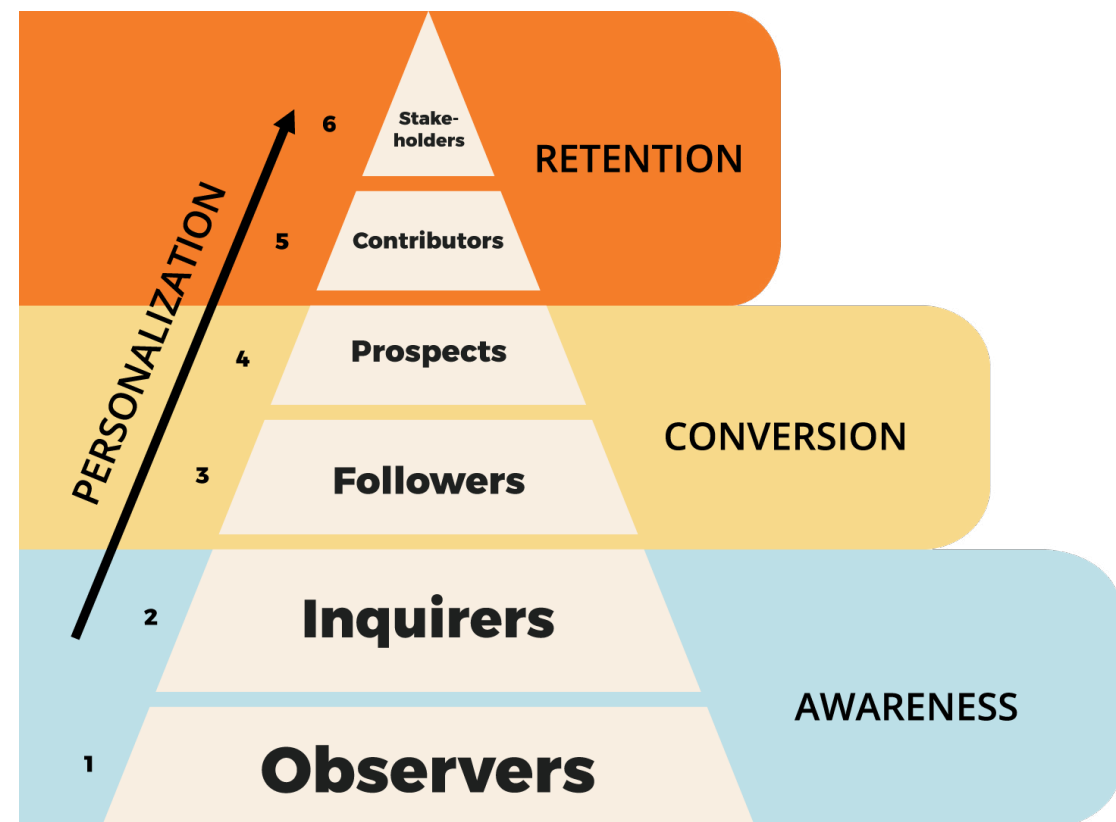 6
Stake-
holders
RETENTION
PERSONALIZATION
5
Contributors
4
Prospects
CONVERSION
3
Followers
2
Inquirers
AWARENESS
1
Observers